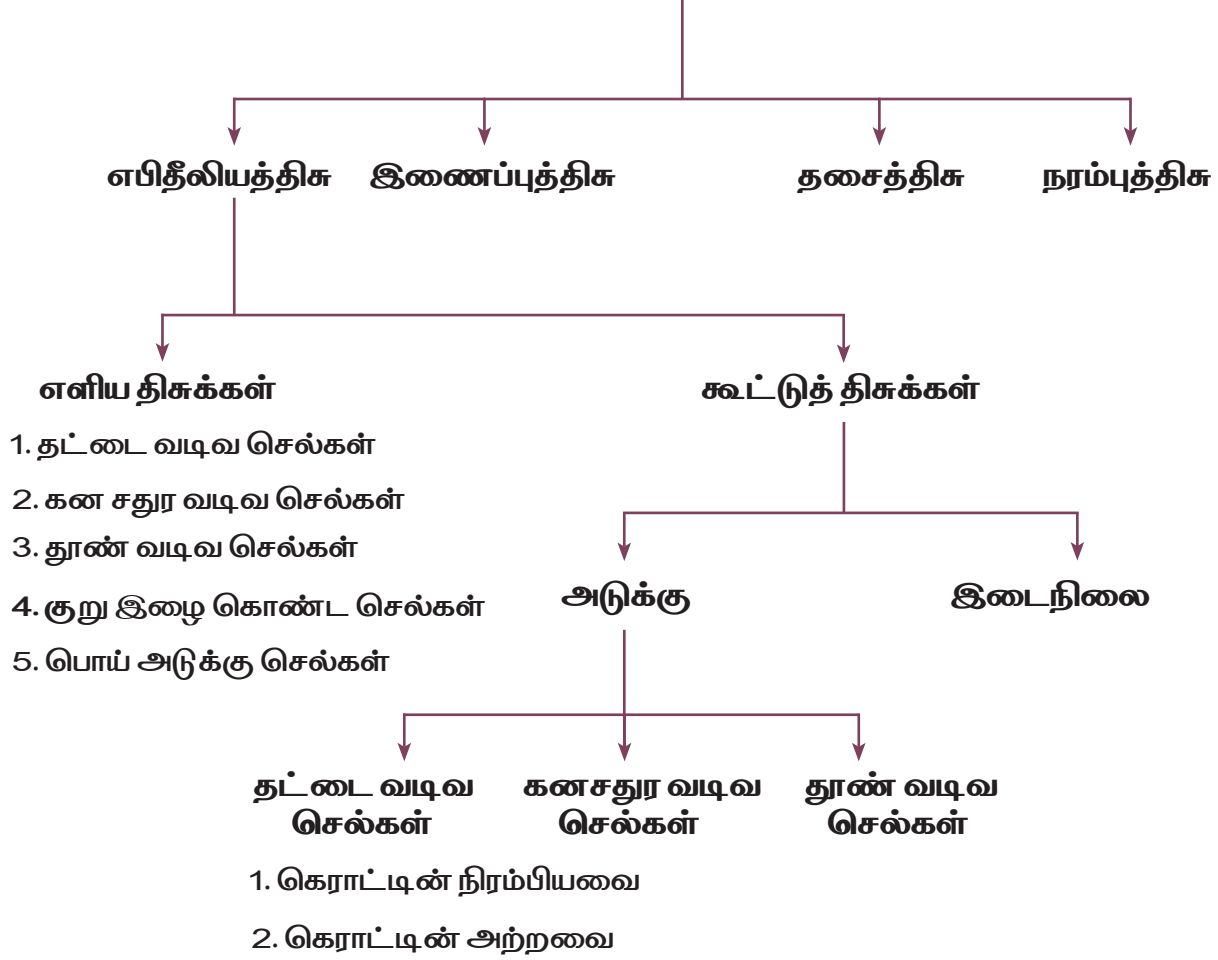 எபிதீலியத்திசு இணைப்புத்திசு தசைத்திசு நரம்புத்திசு
எளிய திசுக்கள்
1. தட்டை வடிவ செல்கள்
2. கன சதுர வடிவ செல்கள்
3. தூண் வடிவ செல்கள்
4. குறு இழை கொண்ட செல்கள்
5. பொய் அடுக்கு செல்கள்
கூட்டுத் திசுக்கள்
அடுக்கு இடைநிலை
தட்டை வடிவ
செல்கள்
கனசதுர வடிவ
செல்கள்
தூண் வடிவ
செல்கள்
1. கெராட்டின் நிரம்பியவை
2. கெராட்டின் அற்றவை